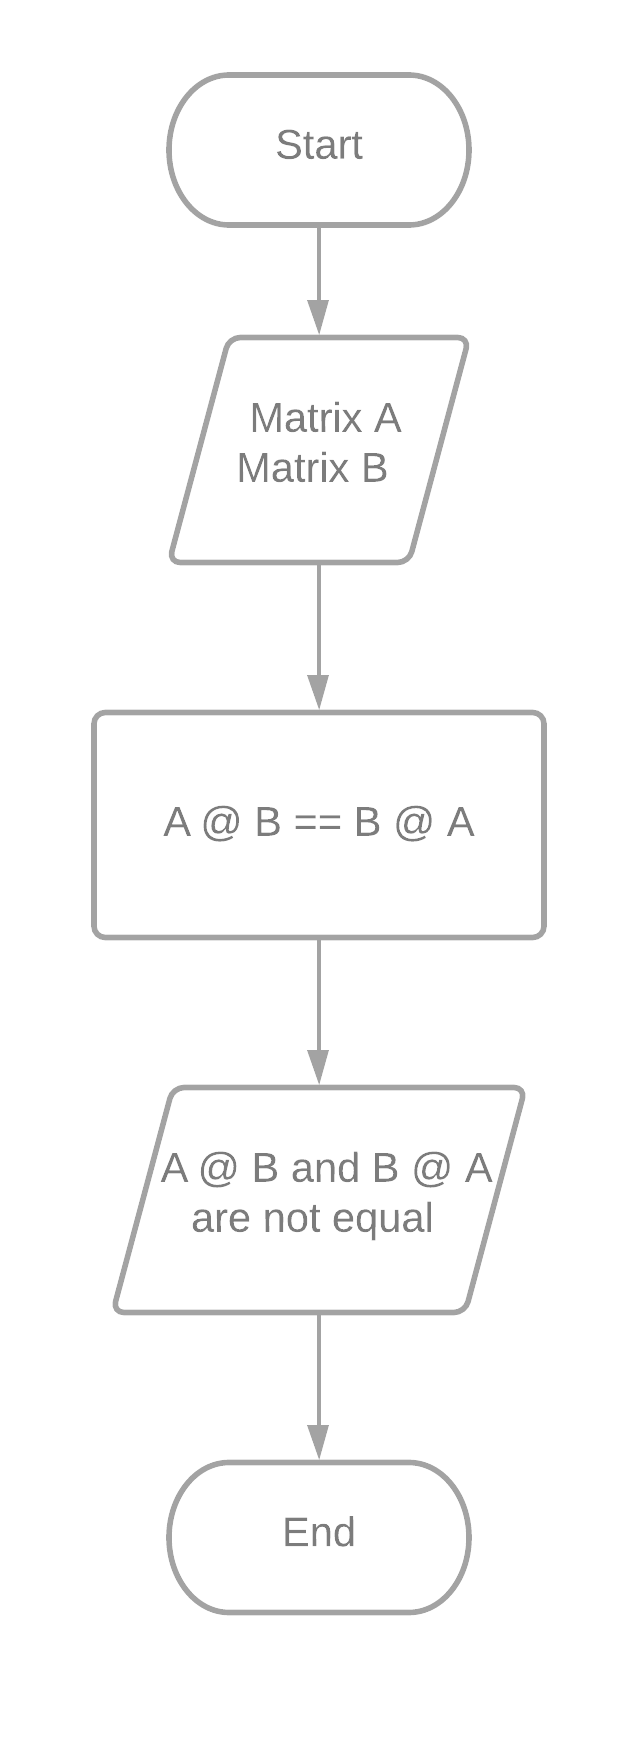 Start
Matrix A
Matrix B
A @ B == B @ A
A @ B and B @ A
are not equal
End